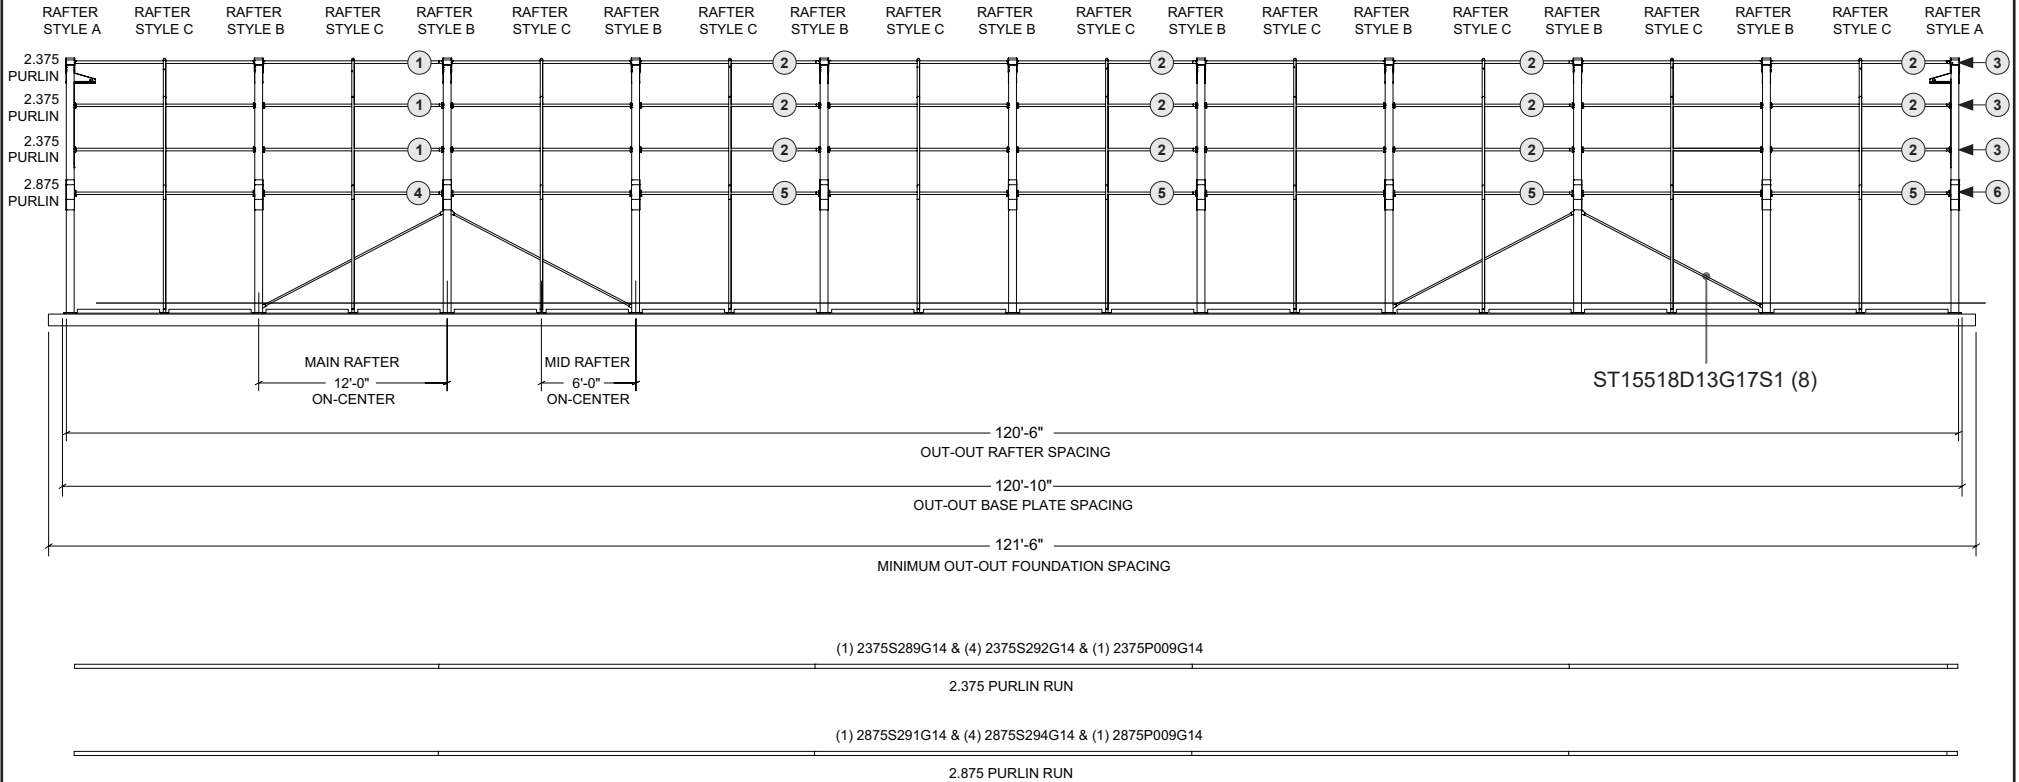 RAFTER RAFTER RAFTER RAFTER RAFTER RAFTER RAFTER RAFTER RAFTER RAFTER RAFTER RAFTER RAFTER RAFTER RAFTER RAFTER RAFTER RAFTER RAFTER RAFTER RAFTER
STYLE A STYLE C STYLE B STYLE C STYLE B STYLE C STYLE B STYLE C STYLE B STYLE C STYLE B STYLE C STYLE B STYLE C STYLE B STYLE C STYLE B STYLE C STYLE B STYLE C STYLE A
2.375
PURLIN
1 2 2 2 2 3
2.375
PURLIN
1 2 2 2 2 3
2.375
PURLIN
1 2 2 2 2 3
2.875
PURLIN
4 5 5 5 5 6
MAIN RAFTER
12'-0"
ON-CENTER
MID RAFTER
6'-0"
ON-CENTER
ST15518D13G17S1 (8)
120'-6"
OUT-OUT RAFTER SPACING
120'-10"
OUT-OUT BASE PLATE SPACING
121'-6"
MINIMUM OUT-OUT FOUNDATION SPACING
(1) 2375S289G14 & (4) 2375S292G14 & (1) 2375P009G14
2.375 PURLIN RUN
(1) 2875S291G14 & (4) 2875S294G14 & (1) 2875P009G14
2.875 PURLIN RUN